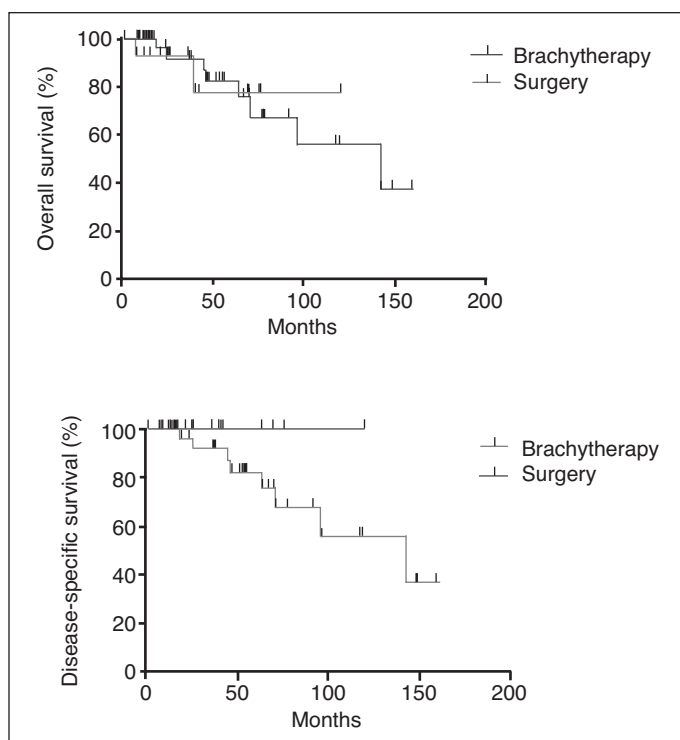 Overall survival (%)
100
80
60
40
20
0
0 50 100 150 200
Months
Brachytherapy
Surgery
Disease-specific survival (%)
100
80
60
40
20
0
0 50 100 150 200
Months
Brachytherapy
Surgery